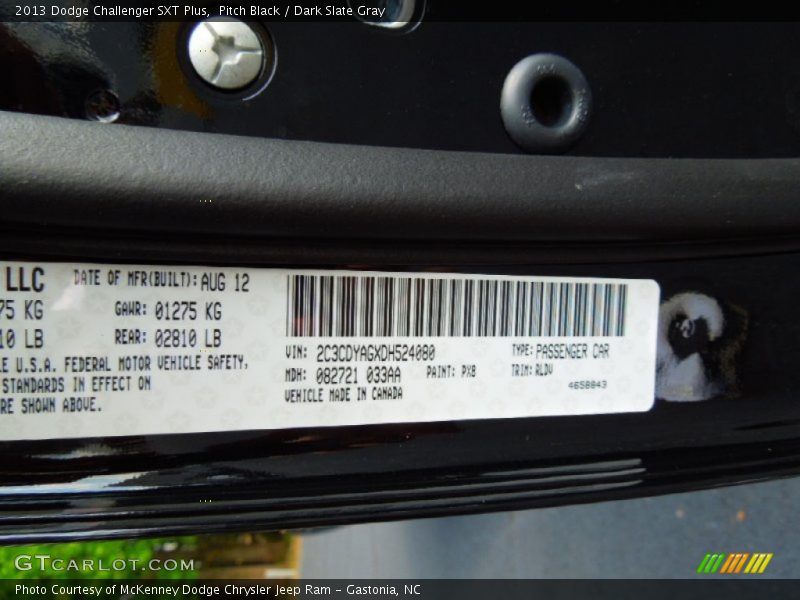 2013 Dodge Challenger SXT Plus, Pitch Black / Dark Slate Gray
LLC DATE OF MFR(BUILT): AUG 12
75 KG GAWR: 01275 KG
10 LB REAR: 02810 LB
LE U.S.A. FEDERAL MOTOR VEHICLE SAFETY,
STANDARDS IN EFFECT ON
RE SHOWN ABOVE.
VIN: 2C3CDYAGXDH524080 TYPE: PASSENGER CAR
MDH: 082721 033AA PAINT: PX8 TRIM: RLDV
VEHICLE MADE IN CANADA 4658843
GTCARLOT.COM
Photo Courtesy of McKenney Dodge Chrysler Jeep Ram - Gastonia, NC